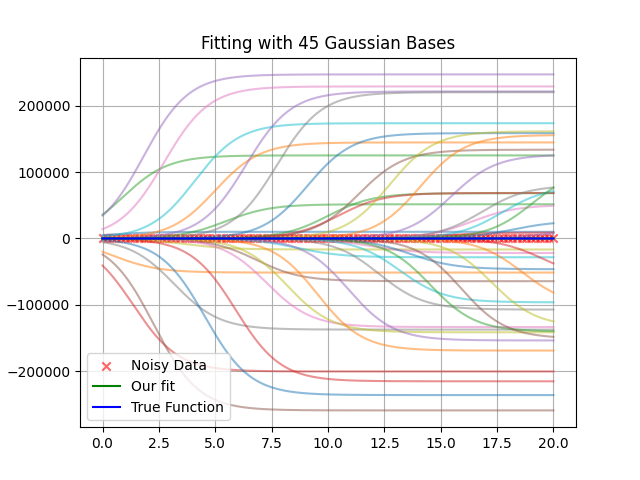 Fitting with 45 Gaussian Bases
200000
100000
0
−100000
−200000
Noisy Data
Our fit
True Function
0.0 2.5 5.0 7.5 10.0 12.5 15.0 17.5 20.0